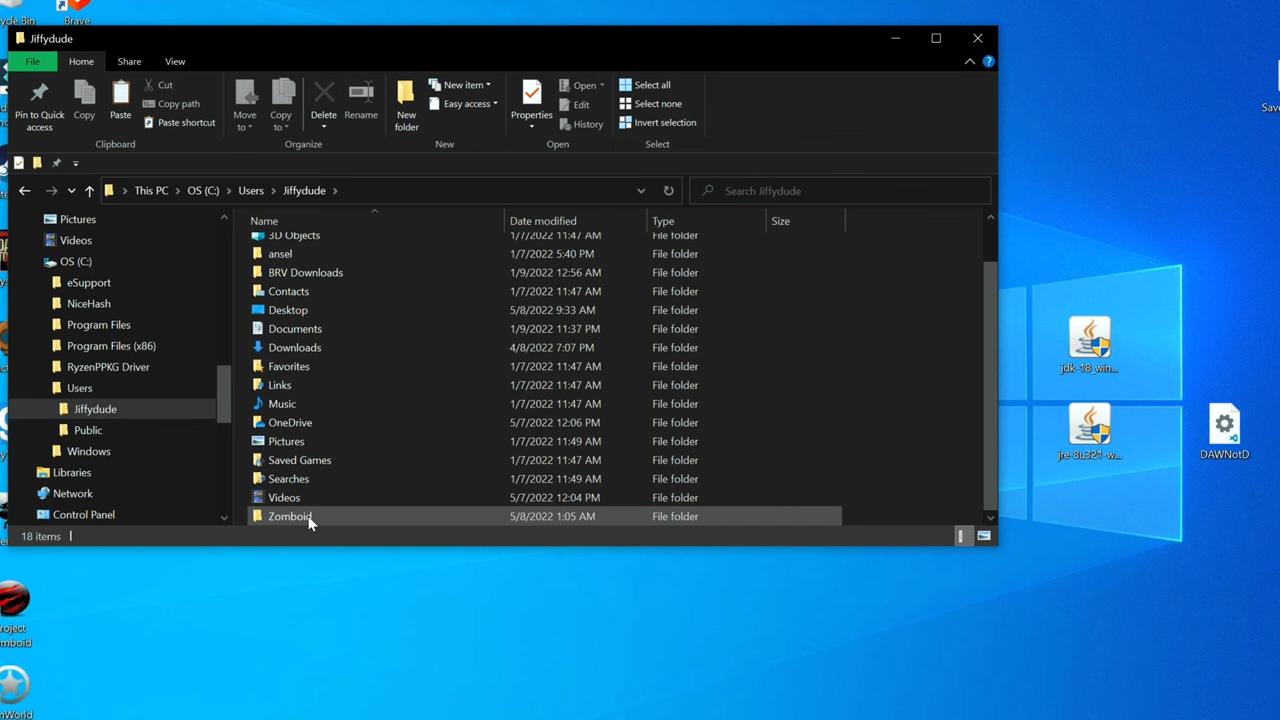 cycle Bin
Brave
Jiffydude
File
Home
Share
View
Pin to Quick access
Copy
Paste
Cut
Copy path
Paste shortcut
Clipboard
Move to
Copy to
Delete
Rename
Organize
New folder
New item
Easy access
New
Properties
Open
Edit
History
Open
Select all
Select none
Invert selection
Select
This PC > OS (C:) > Users > Jiffydude >
Search Jiffydude
Pictures
Videos
OS (C:)
eSupport
NiceHash
Program Files
Program Files (x86)
RyzenPPKG Driver
Users
Jiffydude
Public
Windows
Libraries
Network
Control Panel
Name Date modified Type Size
3D Objects 1/7/2022 11:47 AM File folder
ansel 1/7/2022 5:40 PM File folder
BRV Downloads 1/9/2022 12:56 AM File folder
Contacts 1/7/2022 11:47 AM File folder
Desktop 5/8/2022 9:33 AM File folder
Documents 1/9/2022 11:37 PM File folder
Downloads 4/8/2022 7:07 PM File folder
Favorites 1/7/2022 11:47 AM File folder
Links 1/7/2022 11:47 AM File folder
Music 1/7/2022 11:47 AM File folder
OneDrive 5/7/2022 12:06 PM File folder
Pictures 1/7/2022 11:49 AM File folder
Saved Games 1/7/2022 11:47 AM File folder
Searches 1/7/2022 11:49 AM File folder
Videos 5/7/2022 12:04 PM File folder
Zomboid 5/8/2022 1:05 AM File folder
18 items
jdk-18_win...
jre-8u321-w...
DAWNotD
Save
roject
omboid
nWorld